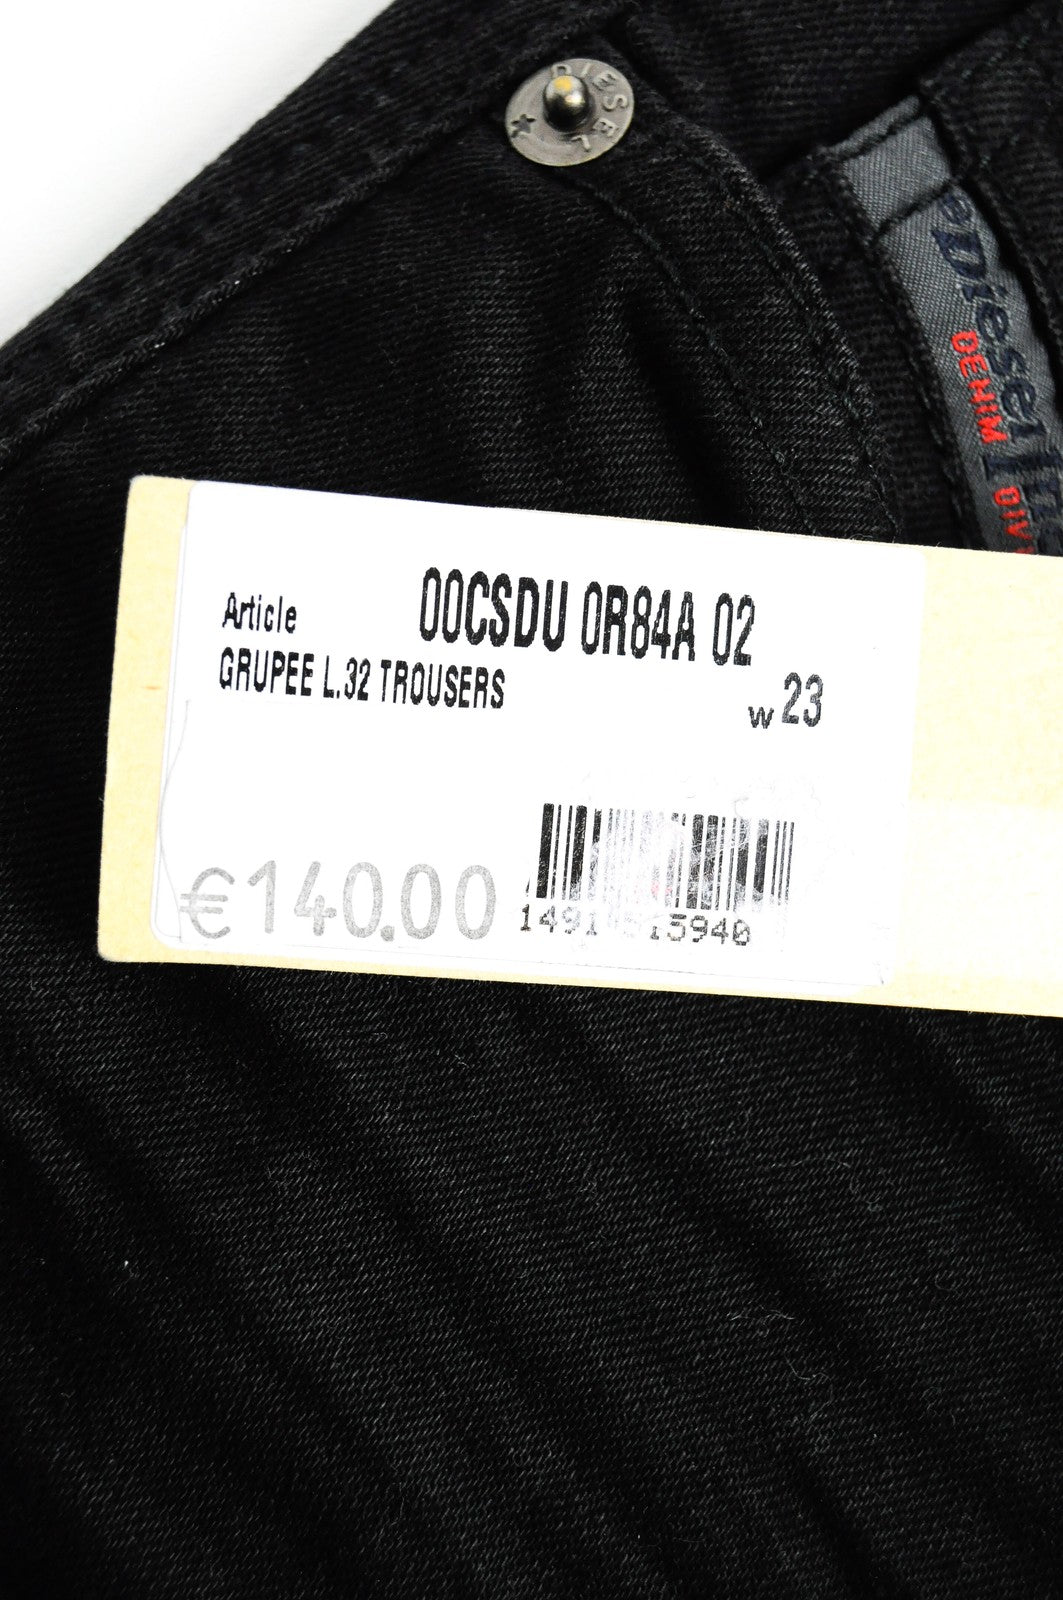 DIESEL
Diesel
DENIM
Article 00CSDU 0R84A 02
GRUPEE L.32 TROUSERS
w 23
€140.00